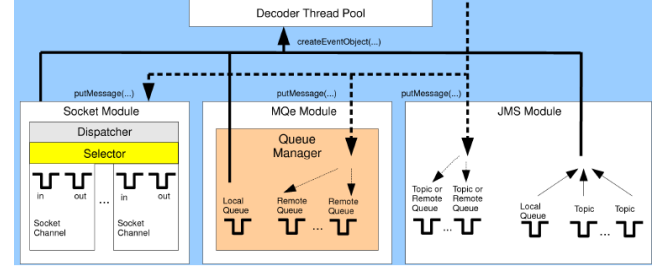 Decoder Thread Pool
createEventObject(...)
putMessage(...)
putMessage(...)
putMessage(...)
Socket Module
MQe Module
JMS Module
Dispatcher
Selector
in
out
...
in
out
Socket
Channel
Socket
Channel
Queue
Manager
Local
Queue
Remote
Queue
...
Remote
Queue
Topic or
Remote
Queue
...
Topic or
Remote
Queue
Local
Queue
Topic
...
Topic